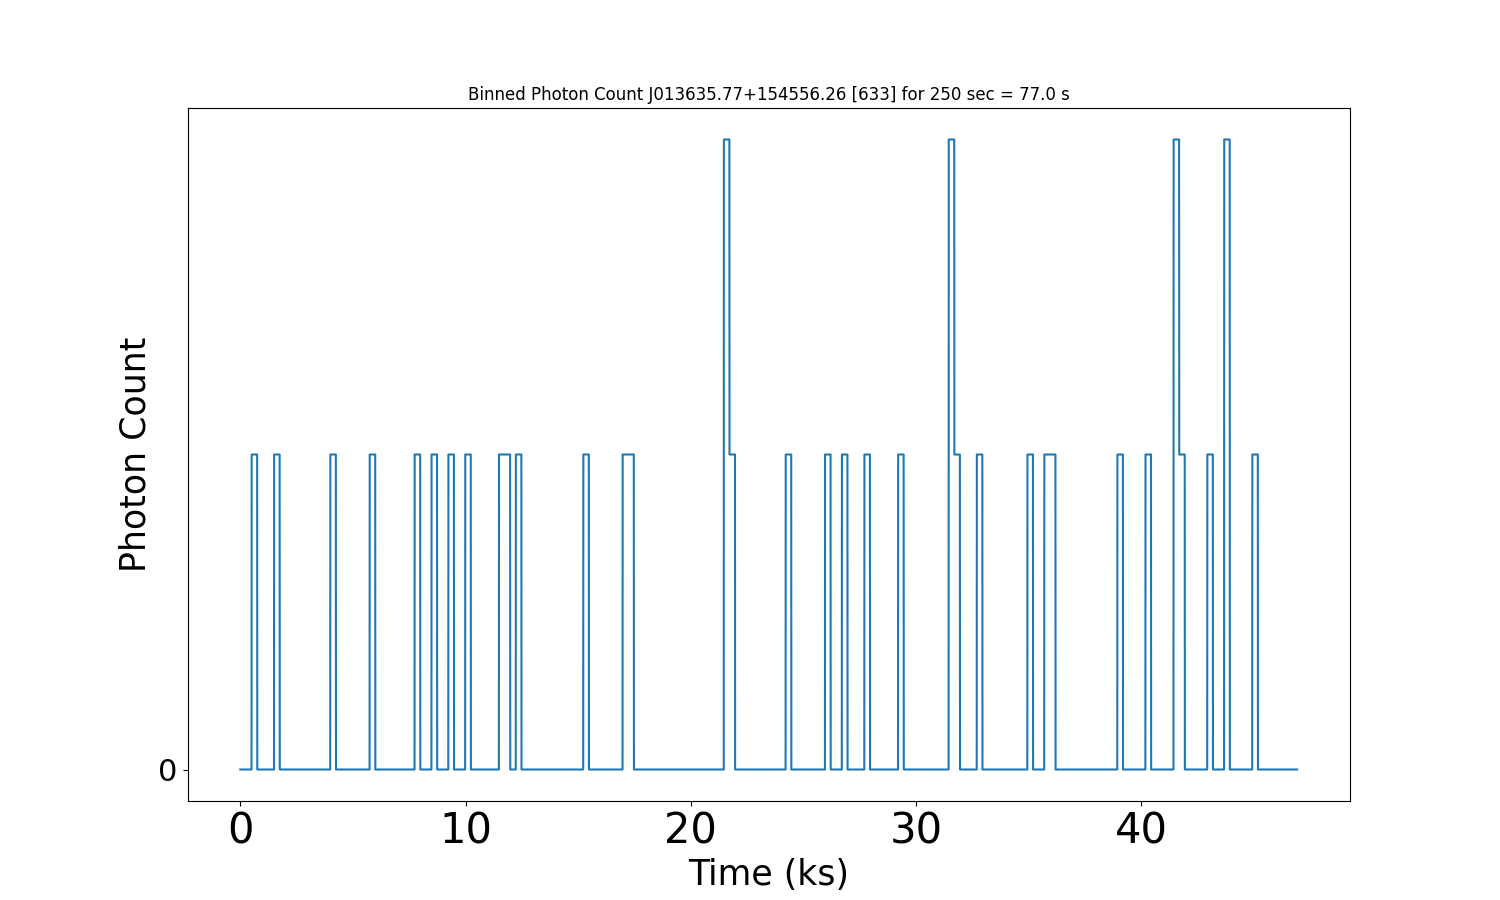 Binned Photon Count J013635.77+154556.26 [633] for 250 sec = 77.0 s
Photon Count
0
0 10 20 30 40
Time (ks)